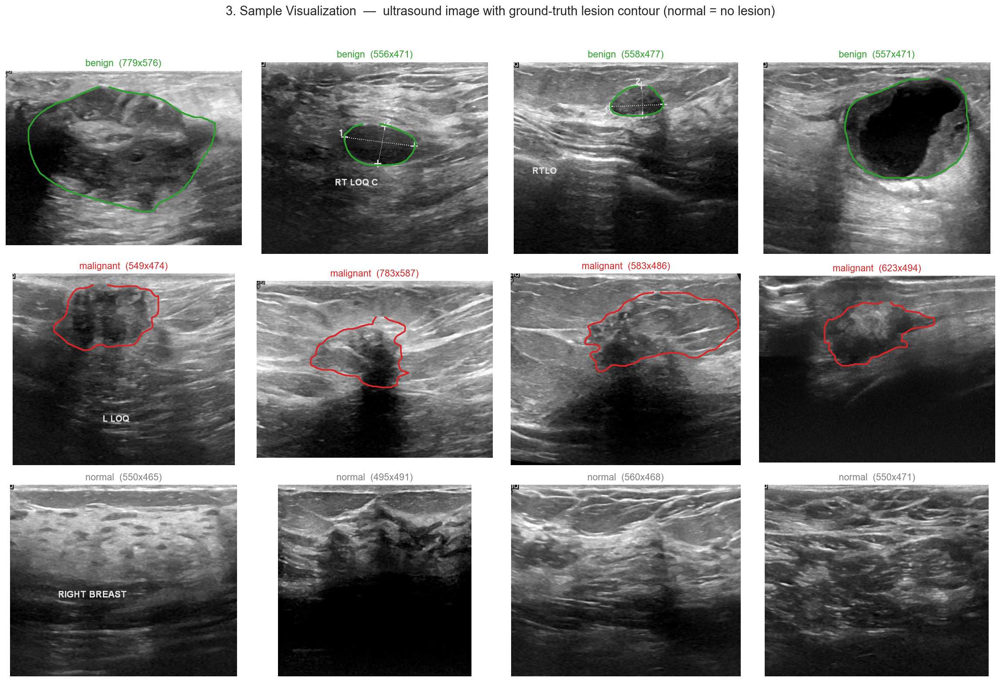 3. Sample Visualization — ultrasound image with ground-truth lesion contour (normal = no lesion)
benign (779x576)
benign (556x471)
benign (558x477)
benign (557x471)
2
1
RT LOQ C
2
1
RTLO
malignant (549x474)
malignant (783x587)
malignant (583x486)
malignant (623x494)
L LOQ
normal (550x465)
normal (495x491)
normal (560x468)
normal (550x471)
RIGHT BREAST